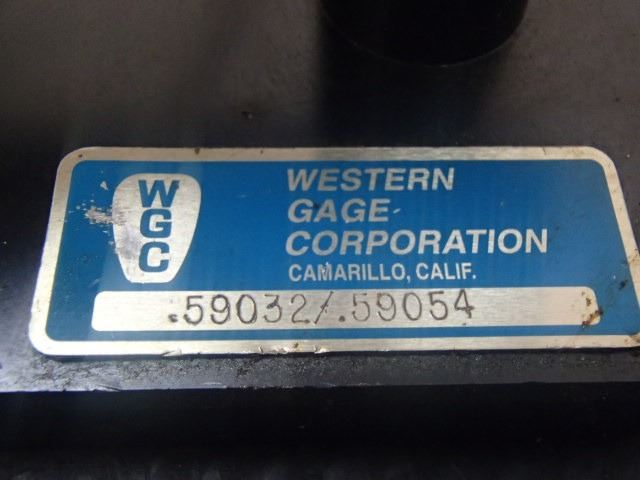 WGC
WESTERN
GAGE
CORPORATION
CAMARILLO, CALIF.
.59032/.59054